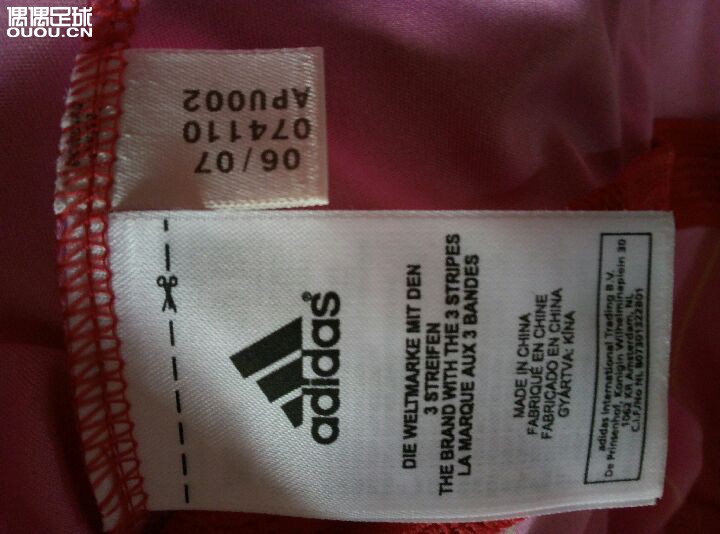 偶偶足球
OUOU.CN
06/07
074110
APU002
adidas
DIE WELTMARKE MIT DEN
3 STREIFEN
THE BRAND WITH THE 3 STRIPES
LA MARQUE AUX 3 BANDES
MADE IN CHINA
FABRIQUÉ EN CHINE
FABRICADO EN CHINA
GYÁRTVA: KÍNA
adidas International Trading B.V.
De Prinsenhof, Koningin Wilhelminaplein 30
1062 KR Amsterdam, NL
C.I.F/No NL B007301322B01